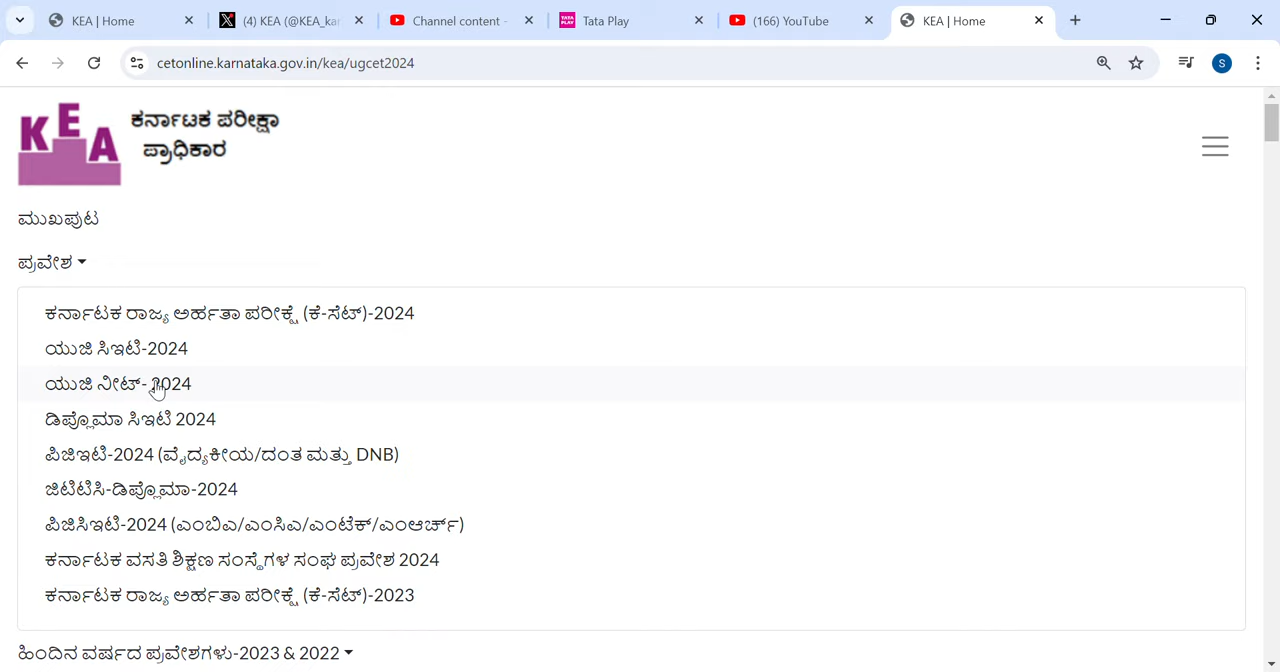 KEA | Home
(4) KEA (@KEA_kar
Channel content -
Tata Play
(166) YouTube
KEA | Home
cetonline.karnataka.gov.in/kea/ugcet2024
S
KEA
ಕರ್ನಾಟಕ ಪರೀಕ್ಷಾ
ಪ್ರಾಧಿಕಾರ
ಮುಖಪುಟ
ಪ್ರವೇಶ
ಕರ್ನಾಟಕ ರಾಜ್ಯ ಅರ್ಹತಾ ಪರೀಕ್ಷೆ (ಕೆ-ಸೆಟ್)-2024
ಯುಜಿ ಸಿಇಟಿ-2024
ಯುಜಿ ನೀಟ್-2024
ಡಿಪ್ಲೊಮಾ ಸಿಇಟಿ 2024
ಪಿಜಿಇಟಿ-2024 (ವೈದ್ಯಕೀಯ/ದಂತ ಮತ್ತು DNB)
ಜಿಟಿಟಿಸಿ-ಡಿಪ್ಲೊಮಾ-2024
ಪಿಜಿಸಿಇಟಿ-2024 (ಎಂಬಿಎ/ಎಂಸಿಎ/ಎಂಟೆಕ್/ಎಂಆರ್ಚ್)
ಕರ್ನಾಟಕ ವಸತಿ ಶಿಕ್ಷಣ ಸಂಸ್ಥೆಗಳ ಸಂಘ ಪ್ರವೇಶ 2024
ಕರ್ನಾಟಕ ರಾಜ್ಯ ಅರ್ಹತಾ ಪರೀಕ್ಷೆ (ಕೆ-ಸೆಟ್)-2023
ಹಿಂದಿನ ವರ್ಷದ ಪ್ರವೇಶಗಳು-2023 & 2022